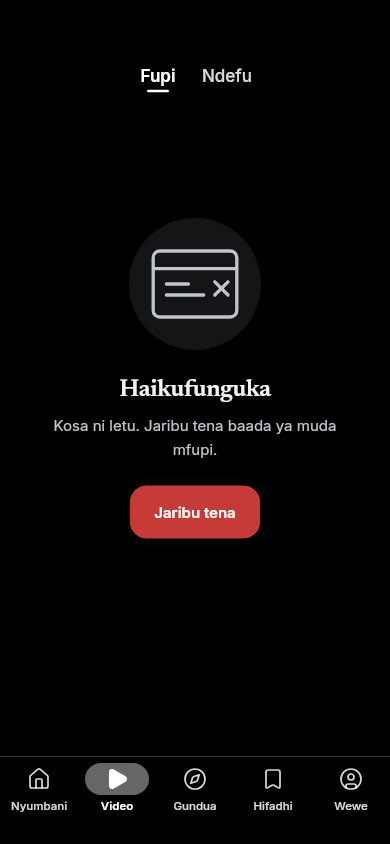 Fupi Ndefu
Haikufunguka
Kosa ni letu. Jaribu tena baada ya muda
mfupi.
Jaribu tena
Nyumbani Video Gundua Hifadhi Wewe